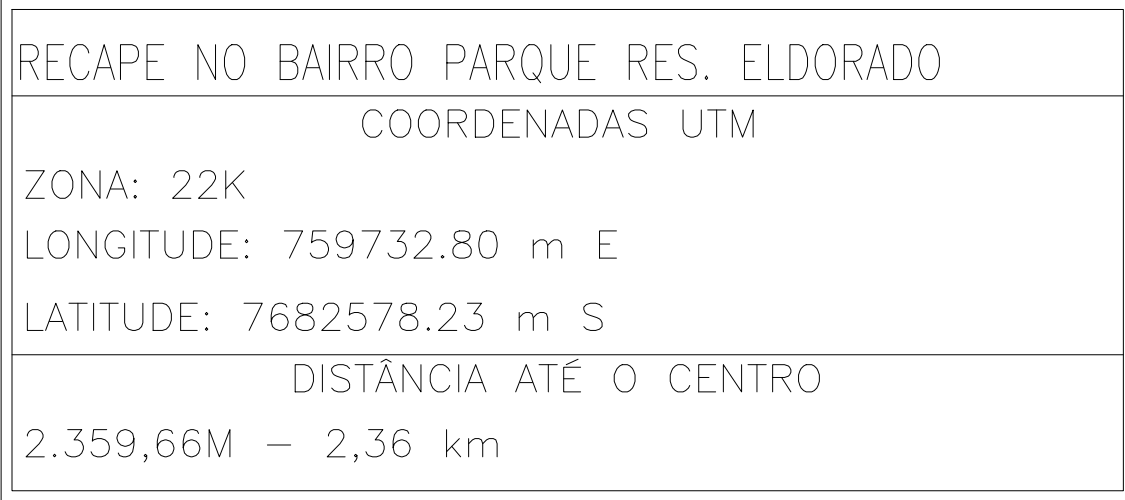 RECAPE NO BAIRRO PARQUE RES. ELDORADO
COORDENADAS UTM
ZONA: 22K
LONGITUDE: 759732.80 m E
LATITUDE: 7682578.23 m S
DISTÂNCIA ATÉ O CENTRO
2.359,66M – 2,36 km